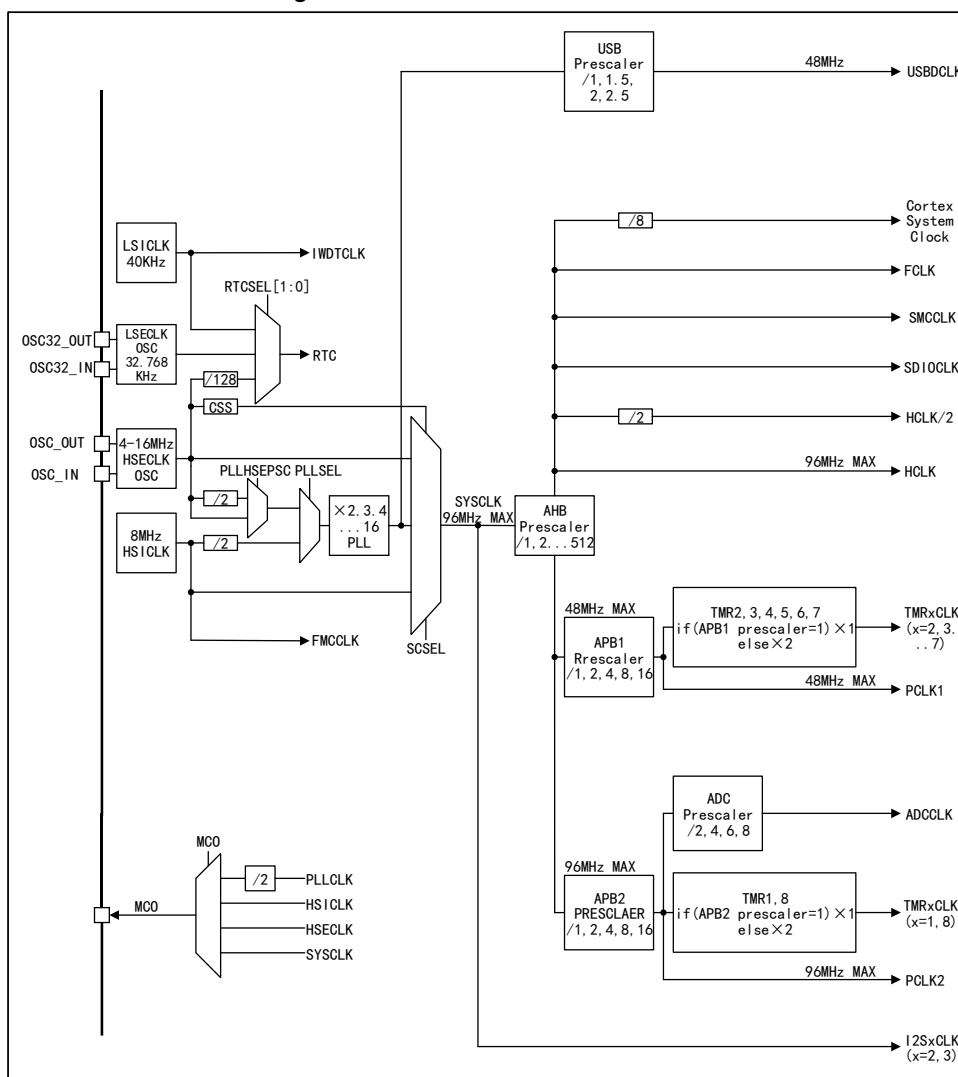 USB
Prescaler
/1, 1.5,
2, 2.5
48MHz
USBDCLK
/8
Cortex
System
Clock
LSICLK
40KHz
IWDTCLK
FCLK
RTCSEL[1:0]
SMCCLK
OSC32_OUT
OSC32_IN
LSECLK
OSC
32.768
KHz
RTC
SDIOCLK
/128
CSS
/2
HCLK/2
OSC_OUT
OSC_IN
4-16MHz
HSECLK
OSC
96MHz MAX
HCLK
PLLHSEPSC
PLLSEL
/2
×2.3.4
...16
PLL
SYSCLK
96MHz MAX
AHB
Prescaler
/1, 2...512
8MHz
HSICLK
/2
FMCCLK
SCSEL
48MHz MAX
APB1
Rrescaler
/1, 2, 4, 8, 16
TMR2, 3, 4, 5, 6, 7
if(APB1 prescaler=1)×1
else×2
TMRxCLK
(x=2, 3.
..7)
48MHz MAX
PCLK1
ADC
Prescaler
/2, 4, 6, 8
ADCCLK
MCO
MCO
/2
PLLCLK
HSICLK
HSECLK
SYSCLK
96MHz MAX
APB2
PRESCLAER
/1, 2, 4, 8, 16
TMR1, 8
if(APB2 prescaler=1)×1
else×2
TMRxCLK
(x=1, 8)
96MHz MAX
PCLK2
I2SxCLK
(x=2, 3)